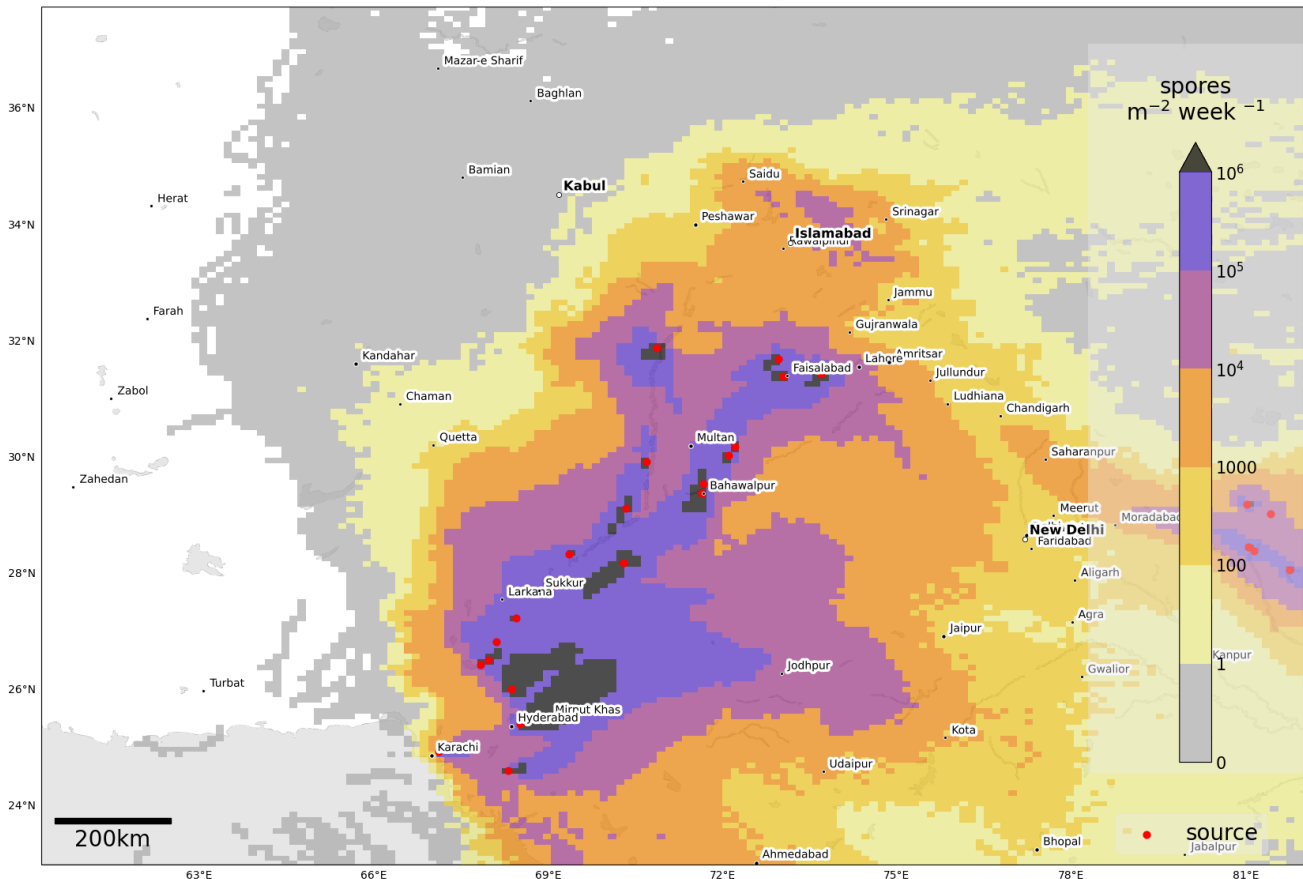 spores
m⁻² week ⁻¹
10⁶
10⁵
10⁴
1000
100
1
0
36°N
34°N
32°N
30°N
28°N
26°N
24°N
Mazar-e Sharif
Baghlan
Bamian
Kabul
Herat
Saidu
Peshawar
Srinagar
Islamabad
Rawalpindi
Farah
Jammu
Gujranwala
Kandahar
Lahore
Amritsar
Faisalabad
Jullundur
Zabol
Chaman
Ludhiana
Chandigarh
Quetta
Multan
Saharanpur
Zahedan
Bahawalpur
Meerut
Moradabad
New Delhi
Faridabad
Sukkur
Larkana
Aligarh
Agra
Jaipur
Kanpur
Jodhpur
Gwalior
Turbat
Mirput Khas
Hyderabad
Karachi
Kota
Udaipur
200km
source
Ahmedabad
Bhopal
Jabalpur
63°E
66°E
69°E
72°E
75°E
78°E
81°E